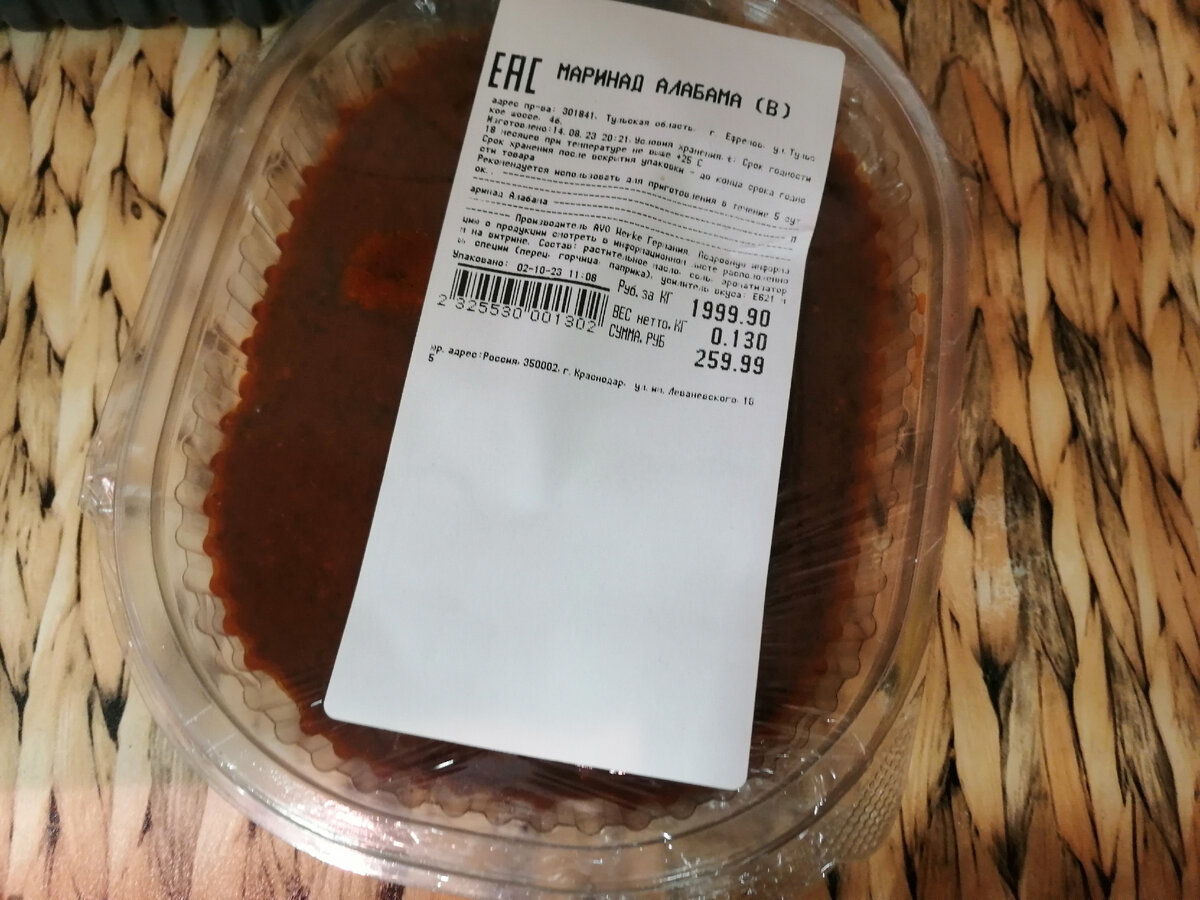 ЕАС МАРИНАД АЛАБАМА (В)
адрес пр-ва: 301841, Тульская область, г. Ефремов, ул. Тульс
кое шоссе, 4в.
Изготовлено: 14.08.23 20:21. Условия хранения. t: Срок годности
18 месяцев при температуре не выше +25 С
Срок хранения после вскрытия упаковки - до конца срока годно
сти товара
Рекомендуется использовать для приготовления в течение 5 сут
ок.
аринад Алабама
Производитель AVO Werke Германия. Подробную информа
цию о продукции смотреть в информационном листе расположенно
м на витрине. Состав: растительное масло, соль, ароматизатор
ы, специи (перец, горчица, паприка), усилитель вкуса: Е621 и
Упаковано: 02-10-23 11:08
Руб. за КГ 1999.90
2 325530 001302
ВЕС нетто, КГ 0.130
СУММА, РУБ 259.99
юр. адрес: Россия, 350002, г. Краснодар, ул. им. Леваневского, 18
5